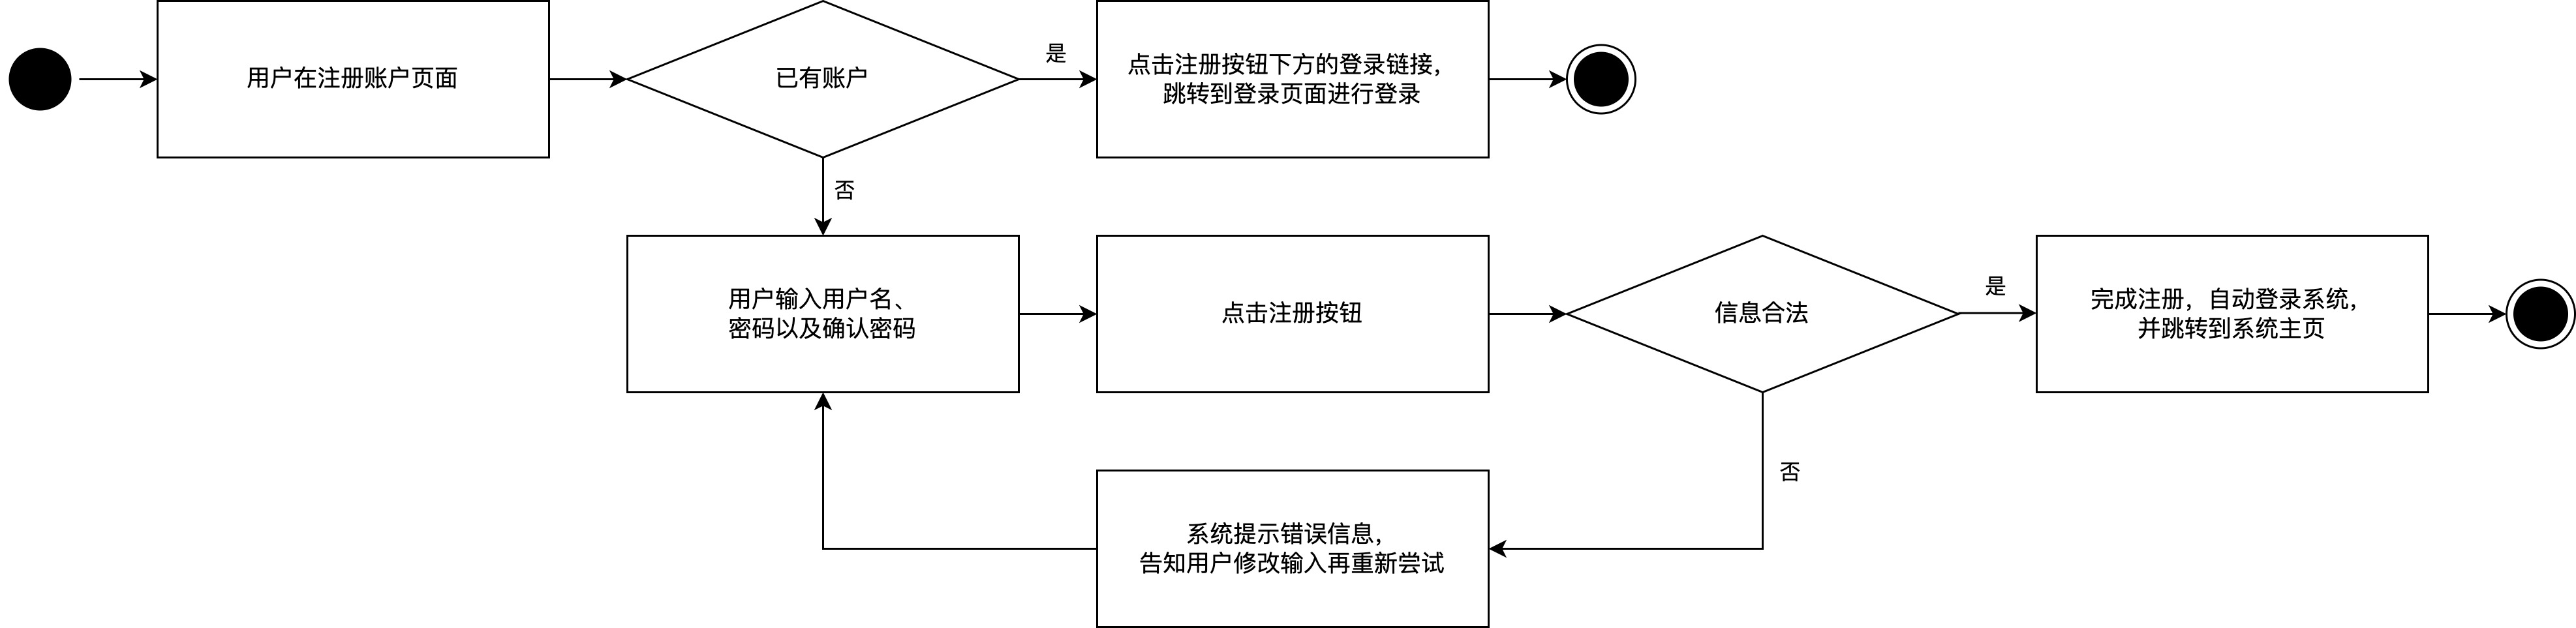 用户在注册账户页面
已有账户
是
点击注册按钮下方的登录链接，
跳转到登录页面进行登录
否
用户输入用户名、
密码以及确认密码
点击注册按钮
信息合法
是
完成注册，自动登录系统，
并跳转到系统主页
否
系统提示错误信息，
告知用户修改输入再重新尝试